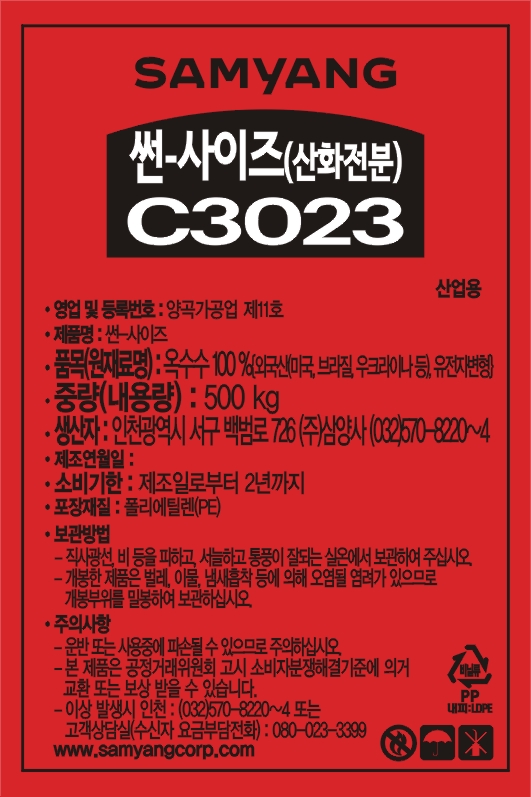 SAMYANG
썬-사이즈(산화전분)
C3023
산업용
• 영업 및 등록번호 : 양곡가공업 제11호
• 제품명 : 썬-사이즈
• 품목(원재료명) : 옥수수 100 %{외국산(미국, 브라질, 우크라이나 등), 유전자변형}
• 중량(내용량) : 500 kg
• 생산자 : 인천광역시 서구 백범로 726 (주)삼양사 (032)570-8220~4
• 제조연월일 :
• 소비기한 : 제조일로부터 2년까지
• 포장재질 : 폴리에틸렌(PE)
• 보관방법
- 직사광선, 비 등을 피하고, 서늘하고 통풍이 잘되는 실온에서 보관하여 주십시오.
- 개봉한 제품은 벌레, 이물, 냄새흡착 등에 의해 오염될 염려가 있으므로
개봉부위를 밀봉하여 보관하십시오.
• 주의사항
- 운반 또는 사용중에 파손될 수 있으므로 주의하십시오.
- 본 제품은 공정거래위원회 고시 소비자분쟁해결기준에 의거
교환 또는 보상 받을 수 있습니다.
- 이상 발생시 인천 : (032)570-8220~4 또는
고객상담실(수신자 요금부담전화) : 080-023-3399
www.samyangcorp.com
비닐류
PP
내피:LDPE